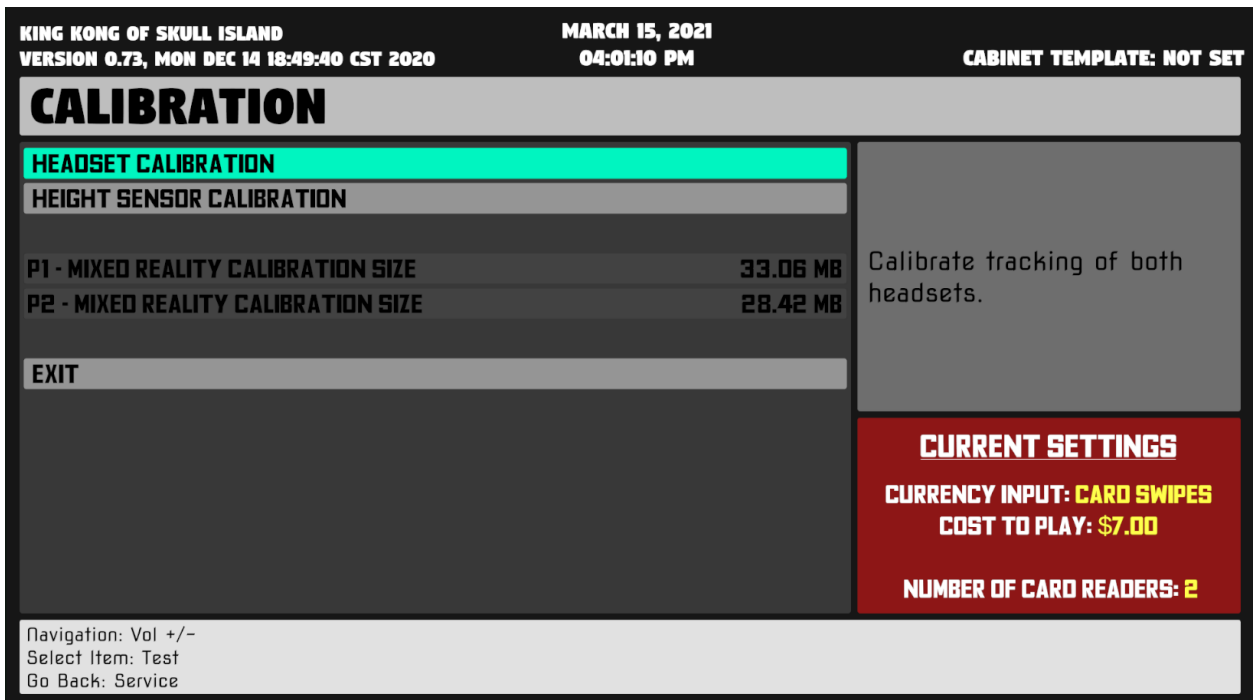 KING KONG OF SKULL ISLAND
VERSION 0.73, MON DEC 14 18:49:40 CST 2020
MARCH 15, 2021
04:01:10 PM
CABINET TEMPLATE: NOT SET
CALIBRATION
HEADSET CALIBRATION
HEIGHT SENSOR CALIBRATION
P1 - MIXED REALITY CALIBRATION SIZE 33.06 MB
P2 - MIXED REALITY CALIBRATION SIZE 28.42 MB
EXIT
Calibrate tracking of both
headsets.
CURRENT SETTINGS
CURRENCY INPUT: CARD SWIPES
COST TO PLAY: $7.00
NUMBER OF CARD READERS: 2
Navigation: Vol +/-
Select Item: Test
Go Back: Service